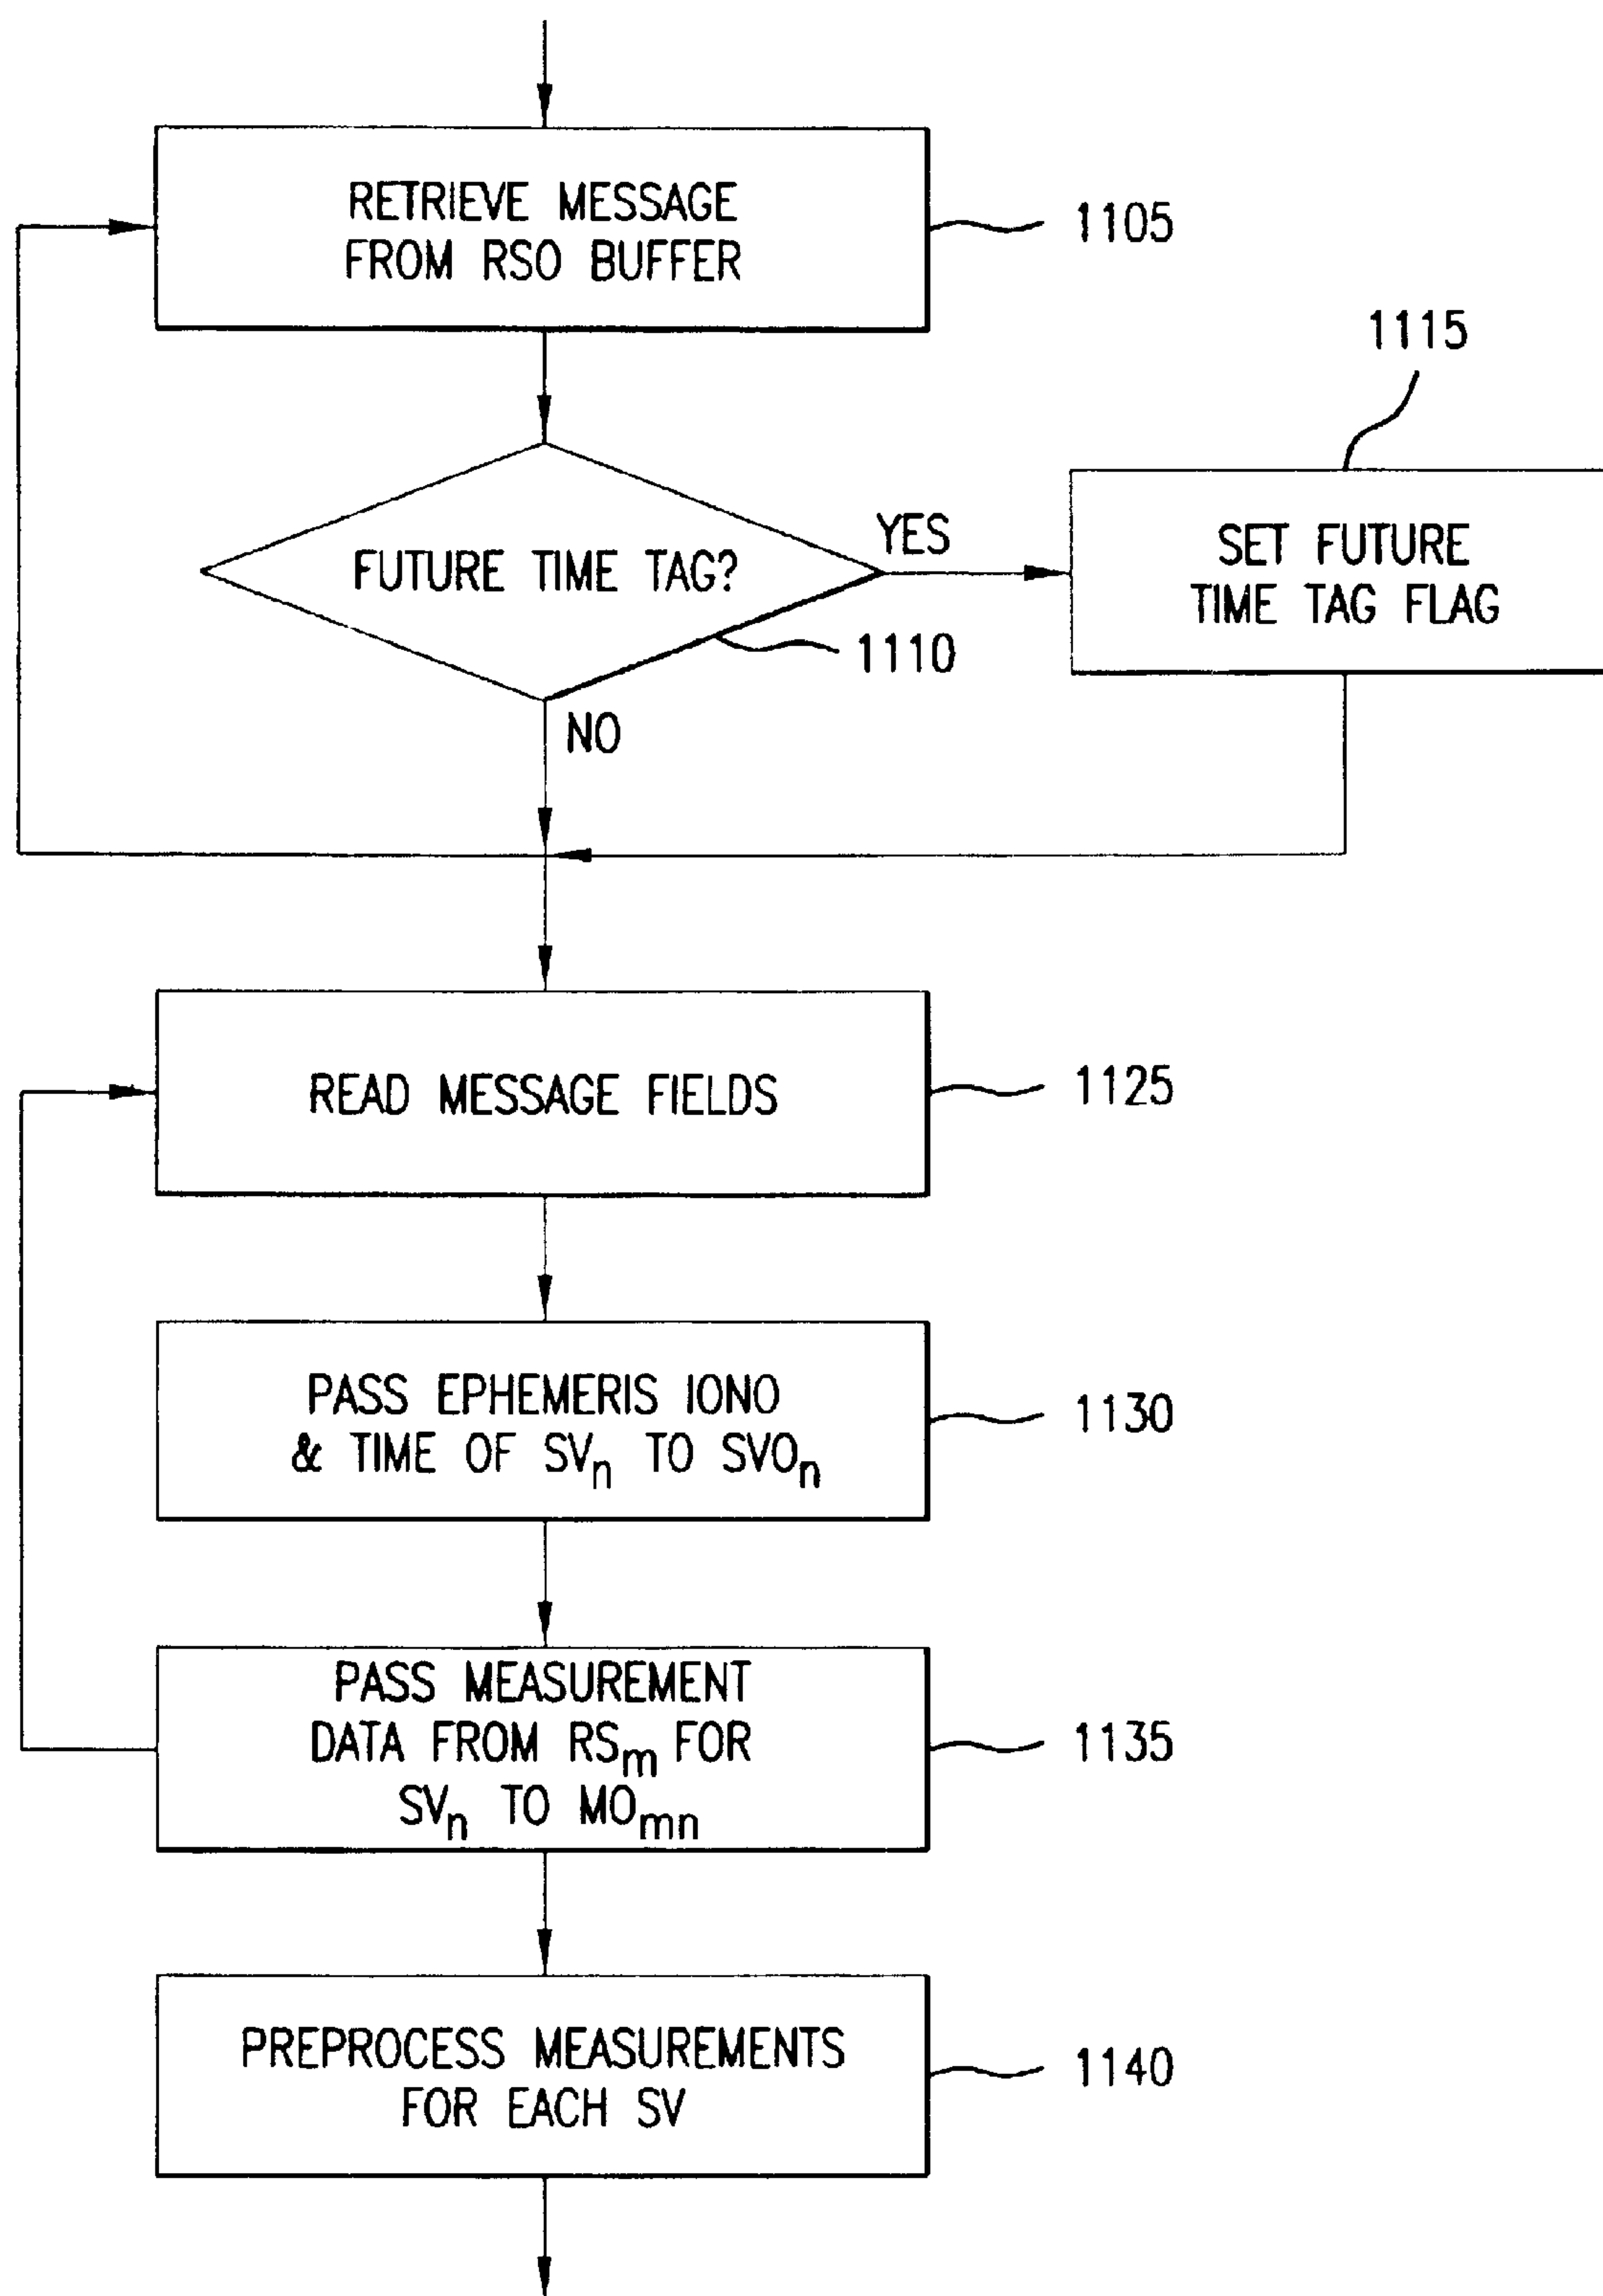 RETRIEVE MESSAGE
FROM RSO BUFFER
1105
1115
FUTURE TIME TAG?
YES
SET FUTURE
TIME TAG FLAG
1110
NO
READ MESSAGE FIELDS
1125
PASS EPHEMERIS IONO
& TIME OF SVn TO SVOn
1130
PASS MEASUREMENT
DATA FROM RSm FOR
SVn TO MOmn
1135
PREPROCESS MEASUREMENTS
FOR EACH SV
1140